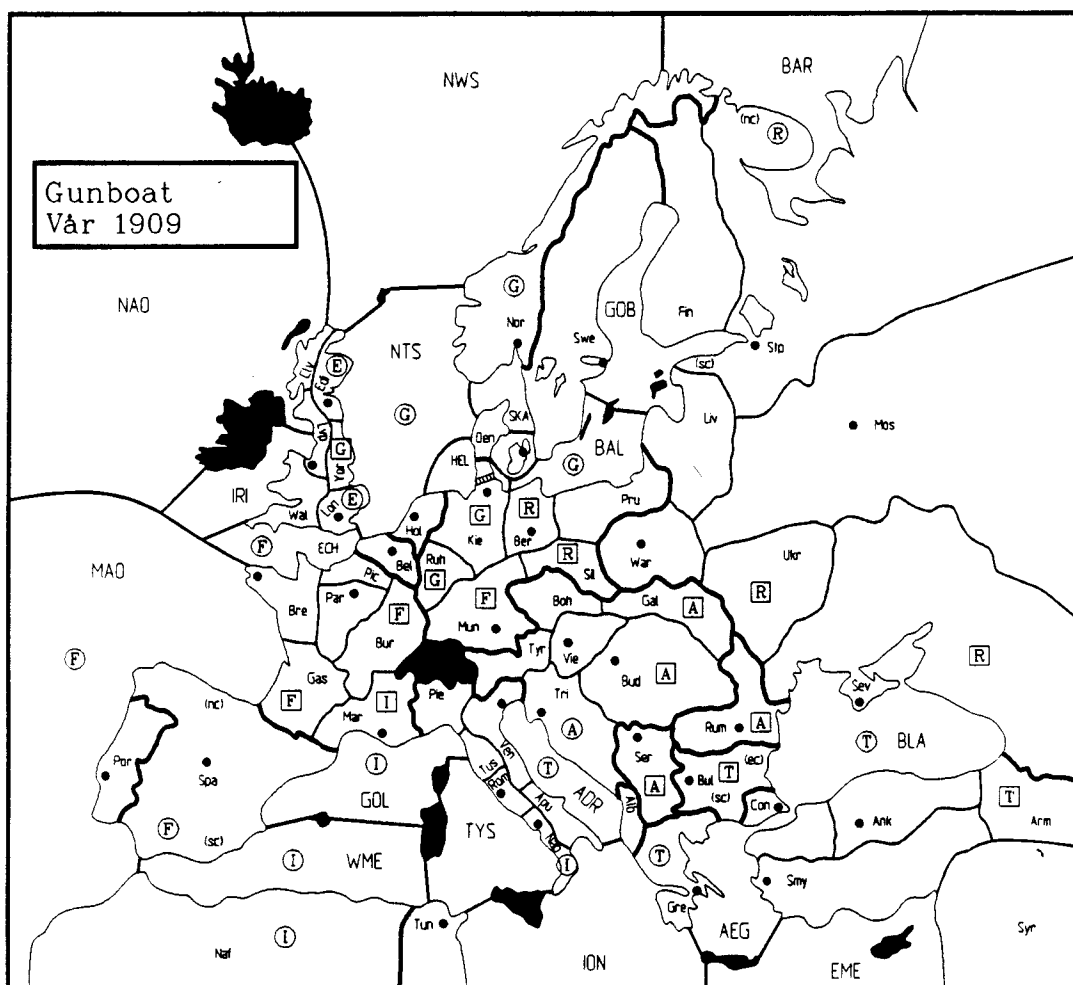 NWS
BAR
(nc)
R
Gunboat
Vår 1909
G
NAO
GOB
Fin
Nor
Swe
Stp
NTS
(sc)
Cly
E
Edi
G
SKA
Liv
Mos
Den
BAL
Lvp
G
HEL
G
Yor
IRI
Pru
Wal
Lon
E
Hol
G
R
Kie
Ber
War
Ukr
F
ECH
Bel
Ruh
R
Sil
MAO
Pic
G
R
Bre
Par
F
F
Boh
Gal
A
Bur
Mun
R
F
Tyr
Vie
Gas
Pie
Bud
A
Sev
(nc)
F
Mar
I
Tri
Rum
A
T
BLA
Por
Ven
A
Ser
Spa
I
Tus
T
Bul
T
(ec)
GOL
Rom
ADR
A
(sc)
Con
T
F
(sc)
TYS
Apu
Alb
Ank
Arm
WME
Nap
T
I
I
Smy
Gre
Tun
AEG
Naf
I
Syr
ION
EME